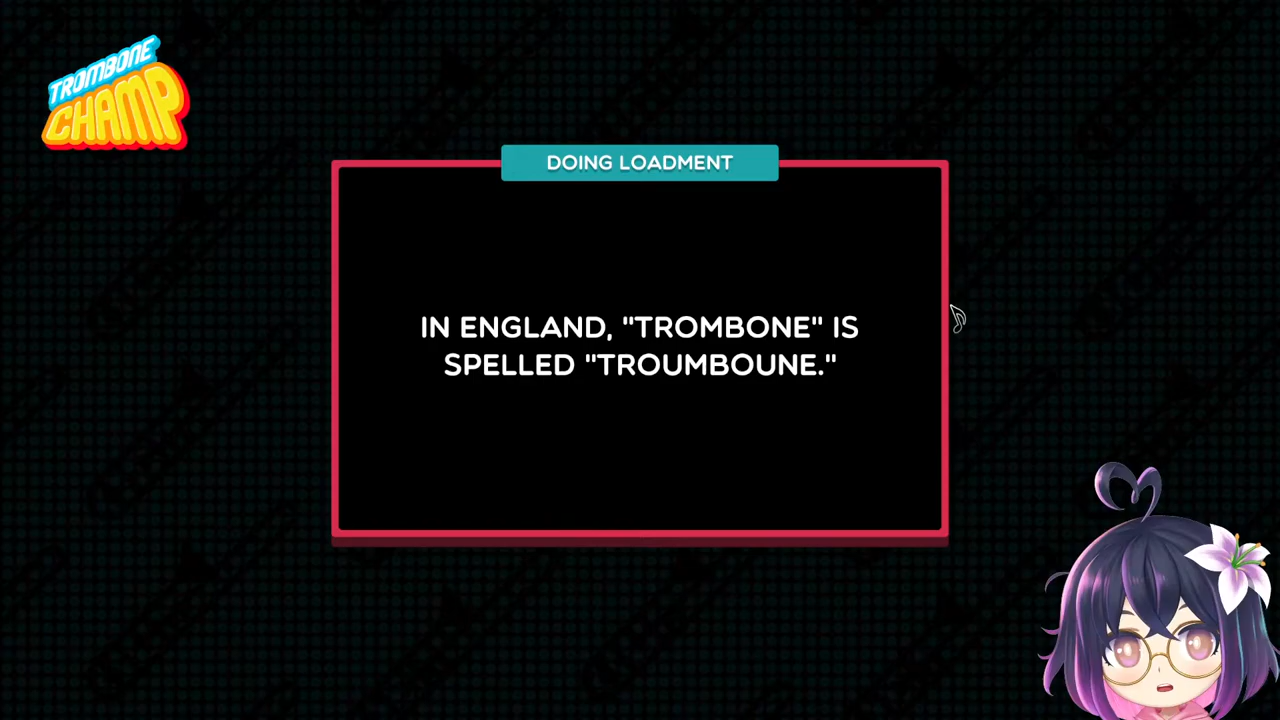 TROMBONE
CHAMP
DOING LOADMENT
IN ENGLAND, "TROMBONE" IS
SPELLED "TROUMBOUNE."